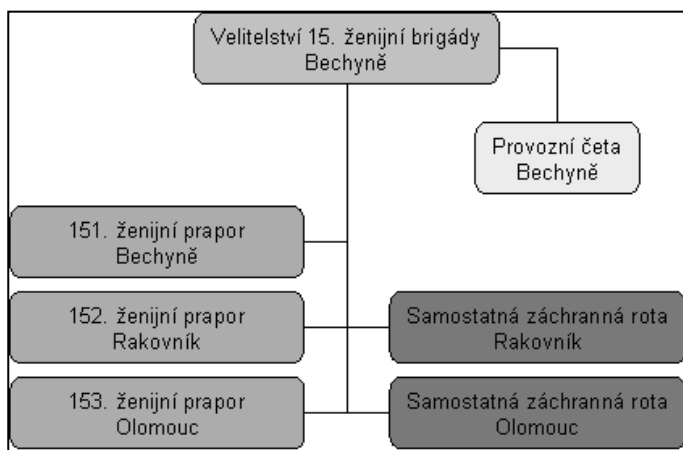 Velitelství 15. ženijní brigády
Bechyně
Provozní četa
Bechyně
151. ženijní prapor
Bechyně
152. ženijní prapor
Rakovník
Samostatná záchranná rota
Rakovník
153. ženijní prapor
Olomouc
Samostatná záchranná rota
Olomouc